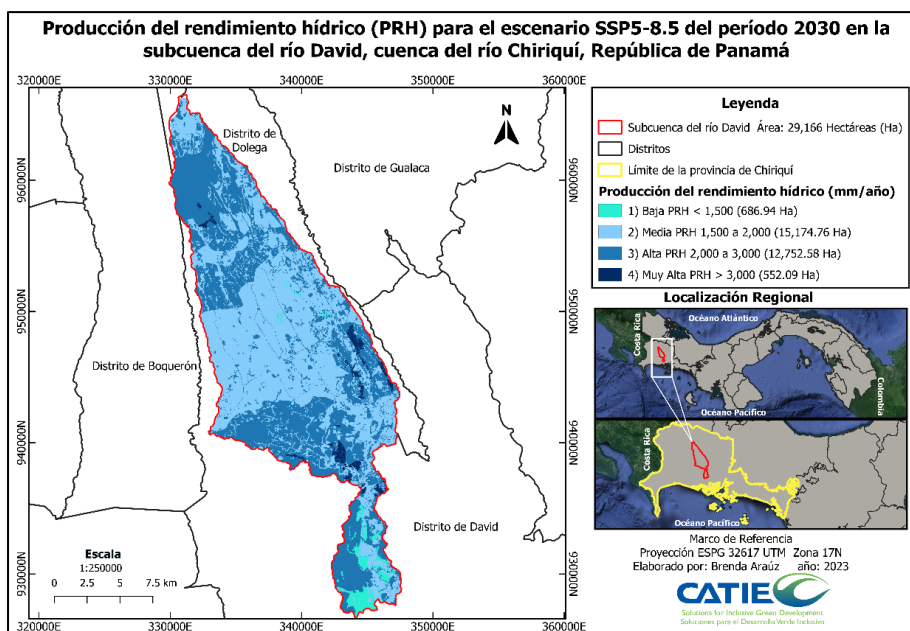 Producción del rendimiento hídrico (PRH) para el escenario SSP5-8.5 del período 2030 en la
subcuenca del río David, cuenca del río Chiriquí, República de Panamá
320000E
330000E
340000E
350000E
360000E
960000N
950000N
940000N
930000N
Distrito de
Dolega
Distrito de Gualaca
Distrito de Boquerón
Distrito de David
N
Escala
1:250000
0 2.5 5 7.5 km
960000N
950000N
940000N
930000N
320000E
330000E
340000E
350000E
360000E
Leyenda
Subcuenca del río David Área: 29,166 Hectáreas (Ha)
Distritos
Límite de la provincia de Chiriquí
Producción del rendimiento hídrico (mm/año)
1) Baja PRH < 1,500 (686.94 Ha)
2) Media PRH 1,500 a 2,000 (15,174.76 Ha)
3) Alta PRH 2,000 a 3,000 (12,752.58 Ha)
4) Muy Alta PRH > 3,000 (552.09 Ha)
Localización Regional
Costa Rica
Océano Atlántico
Colombia
Océano Pacífico
Costa Rica
Océano Pacífico
Marco de Referencia
Proyección ESPG 32617 UTM Zona 17N
Elaborado por: Brenda Araúz año: 2023
CATIE
Solutions for Inclusive Green Development
Soluciones para el Desarrollo Verde Inclusivo